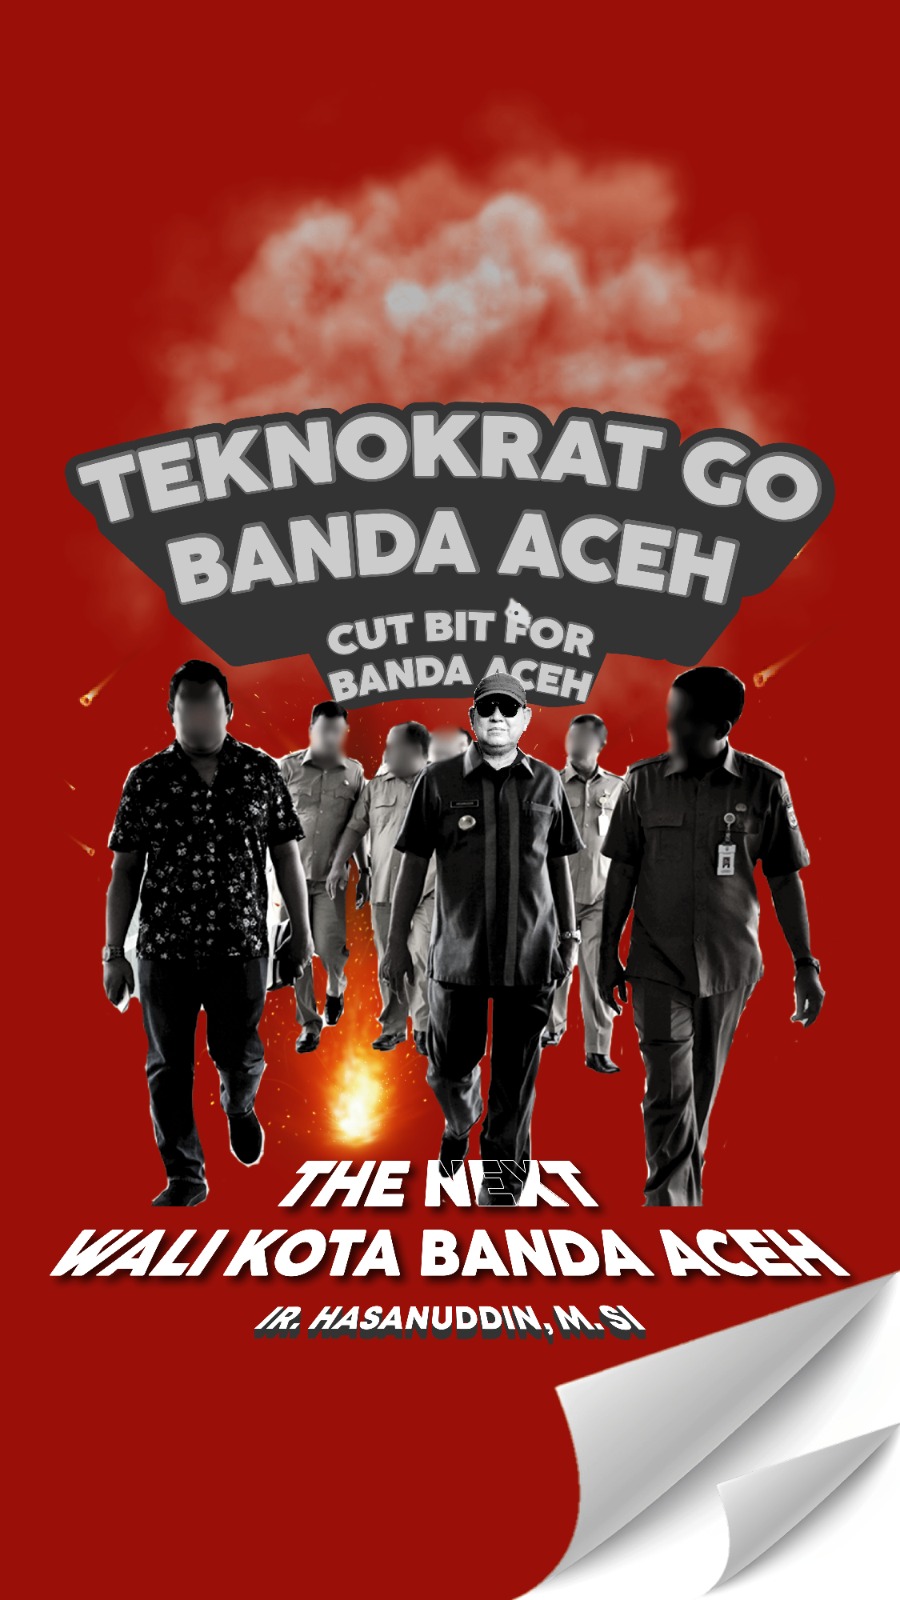 TEKNOKRAT GO
BANDA ACEH
CUT BIT FOR
BANDA ACEH
THE NEXT
WALI KOTA BANDA ACEH
IR. HASANUDDIN, M. SI